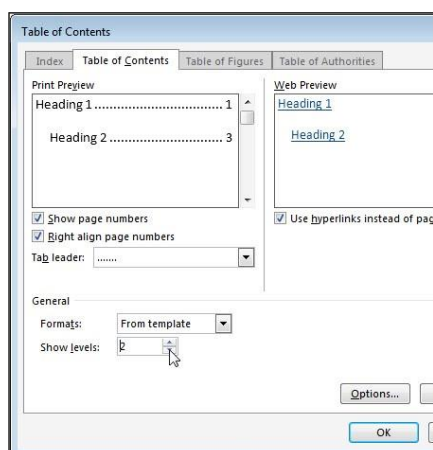 Table of Contents
Index Table of Contents Table of Figures Table of Authorities
Print Preview
Heading 1 ................................ 1
Heading 2 ............................ 3
Web Preview
Heading 1
Heading 2
Show page numbers
Right align page numbers
Use hyperlinks instead of pag
Tab leader: .......
General
Formats: From template
Show levels: 2
Options...
OK